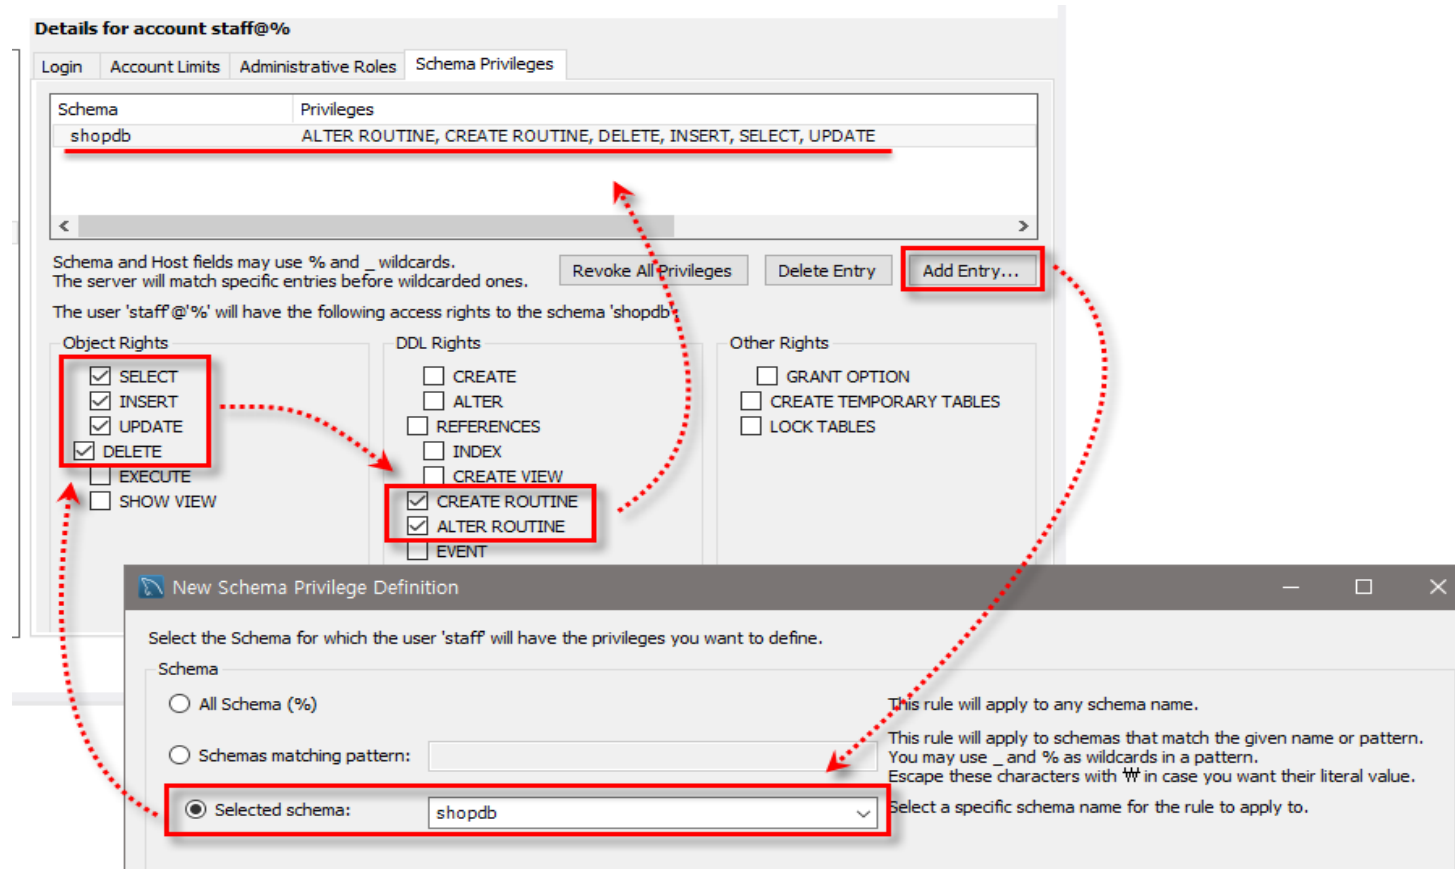 Details for account staff@%
Login Account Limits Administrative Roles Schema Privileges
Schema Privileges
shopdb ALTER ROUTINE, CREATE ROUTINE, DELETE, INSERT, SELECT, UPDATE
Schema and Host fields may use % and _ wildcards.
The server will match specific entries before wildcarded ones.
Revoke All Privileges Delete Entry Add Entry...
The user 'staff'@'%' will have the following access rights to the schema 'shopdb':
Object Rights DDL Rights Other Rights
SELECT CREATE GRANT OPTION
INSERT ALTER CREATE TEMPORARY TABLES
UPDATE REFERENCES LOCK TABLES
DELETE INDEX
EXECUTE CREATE VIEW
SHOW VIEW CREATE ROUTINE
ALTER ROUTINE
EVENT
New Schema Privilege Definition
Select the Schema for which the user 'staff' will have the privileges you want to define.
Schema
All Schema (%) This rule will apply to any schema name.
Schemas matching pattern: This rule will apply to schemas that match the given name or pattern.
You may use _ and % as wildcards in a pattern.
Escape these characters with ₩ in case you want their literal value.
Selected schema: shopdb Select a specific schema name for the rule to apply to.